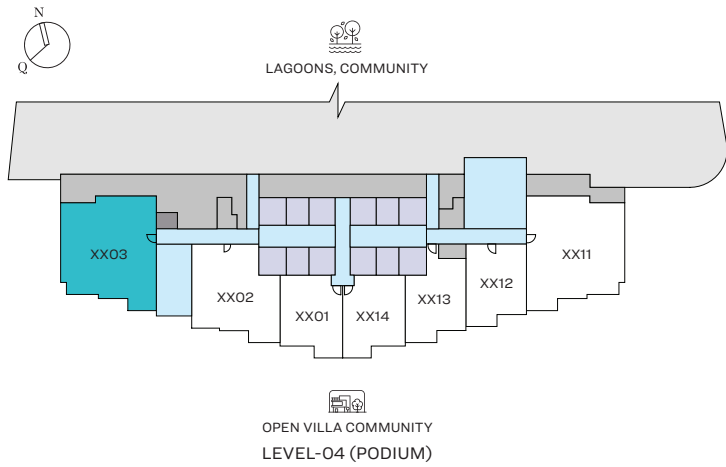 N
Q
LAGOONS, COMMUNITY
XX03
XX02
XX01
XX14
XX13
XX12
XX11
OPEN VILLA COMMUNITY
LEVEL-04 (PODIUM)